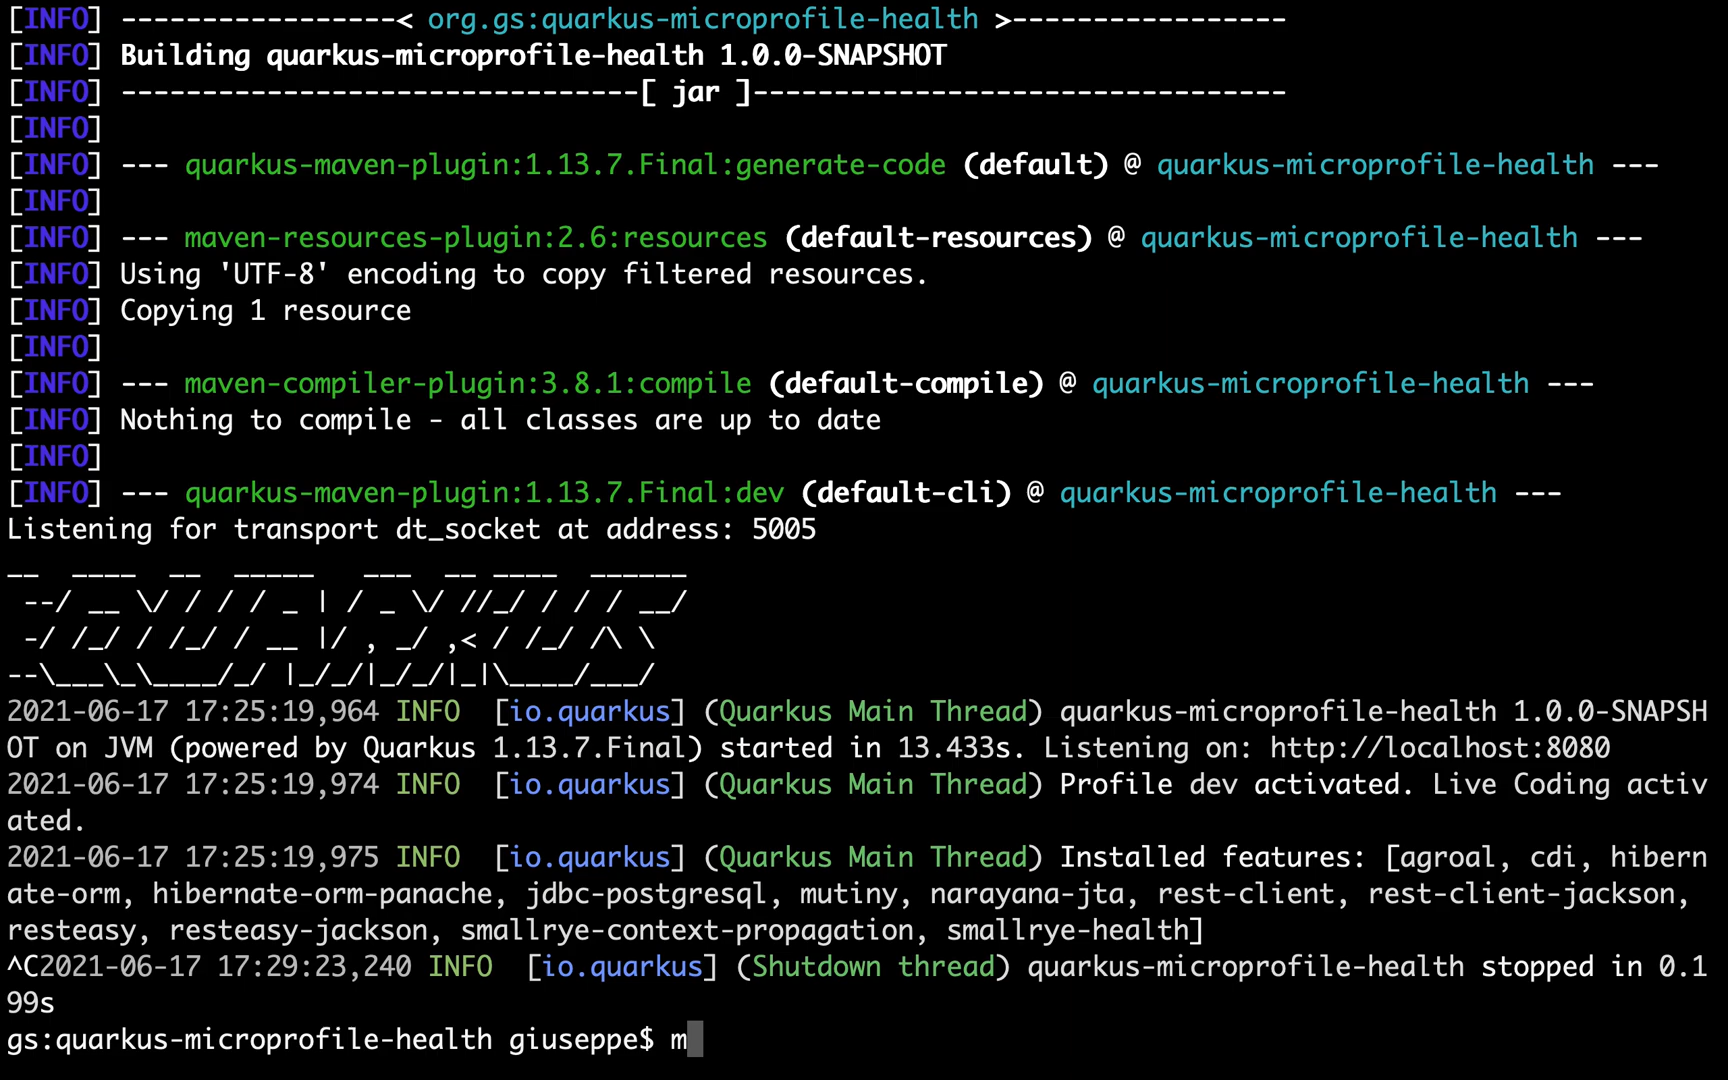 [INFO] -----------------< org.gs:quarkus-microprofile-health >-----------------
[INFO] Building quarkus-microprofile-health 1.0.0-SNAPSHOT
[INFO] --------------------------------[ jar ]---------------------------------
[INFO]
[INFO] --- quarkus-maven-plugin:1.13.7.Final:generate-code (default) @ quarkus-microprofile-health ---
[INFO]
[INFO] --- maven-resources-plugin:2.6:resources (default-resources) @ quarkus-microprofile-health ---
[INFO] Using 'UTF-8' encoding to copy filtered resources.
[INFO] Copying 1 resource
[INFO]
[INFO] --- maven-compiler-plugin:3.8.1:compile (default-compile) @ quarkus-microprofile-health ---
[INFO] Nothing to compile - all classes are up to date
[INFO]
[INFO] --- quarkus-maven-plugin:1.13.7.Final:dev (default-cli) @ quarkus-microprofile-health ---
Listening for transport dt_socket at address: 5005
__  ____  __  _____   ___  __ ____  ______
 --/ __ \/ / / / _ | / _ \/ //_/ / / / __/
 -/ /_/ / /_/ / __ |/ , _/ ,< / /_/ /\ \
--\___\_\____/_/ |_/_/|_/_/|_|\____/___/
2021-06-17 17:25:19,964 INFO  [io.quarkus] (Quarkus Main Thread) quarkus-microprofile-health 1.0.0-SNAPSH
OT on JVM (powered by Quarkus 1.13.7.Final) started in 13.433s. Listening on: http://localhost:8080
2021-06-17 17:25:19,974 INFO  [io.quarkus] (Quarkus Main Thread) Profile dev activated. Live Coding activ
ated.
2021-06-17 17:25:19,975 INFO  [io.quarkus] (Quarkus Main Thread) Installed features: [agroal, cdi, hibern
ate-orm, hibernate-orm-panache, jdbc-postgresql, mutiny, narayana-jta, rest-client, rest-client-jackson,
resteasy, resteasy-jackson, smallrye-context-propagation, smallrye-health]
^C2021-06-17 17:29:23,240 INFO  [io.quarkus] (Shutdown thread) quarkus-microprofile-health stopped in 0.1
99s
gs:quarkus-microprofile-health giuseppe$ m